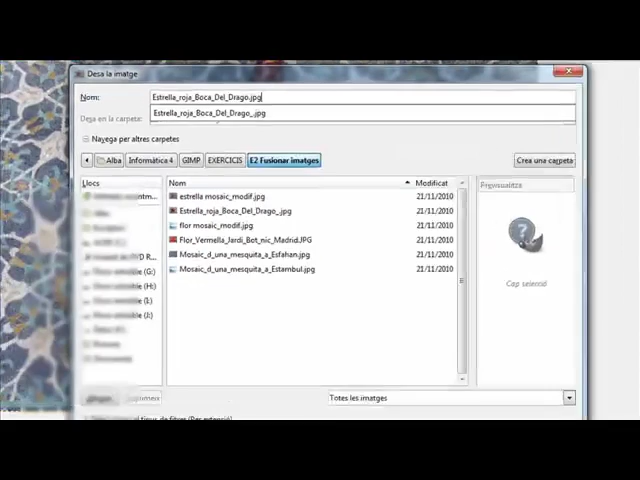 Desa la imatge
Nom: Estrella_roja_Boca_Del_Drago.jpg
Estrella_roja_Boca_Del_Drago_.jpg
Desa en la carpeta:
Navega per altres carpetes
Alba Informàtica 4 GIMP EXERCICIS E2 Fusionar imatges Crea una carpeta
Llocs Nom Modificat Previsualitza
estrella mosaic_modif.jpg 21/11/2010
Estrella_roja_Boca_Del_Drago_.jpg 21/11/2010
flor mosaic_modif.jpg 21/11/2010
Flor_Vermella_Jardi_Bot_nic_Madrid.JPG 21/11/2010
Mosaic_d_una_mesquita_a_Esfahan.jpg 21/11/2010
Mosaic_d_una_mesquita_a_Estambul.jpg 21/11/2010
(G:)
(H:)
(I:)
(J:)
Cap selecció
Totes les imatges